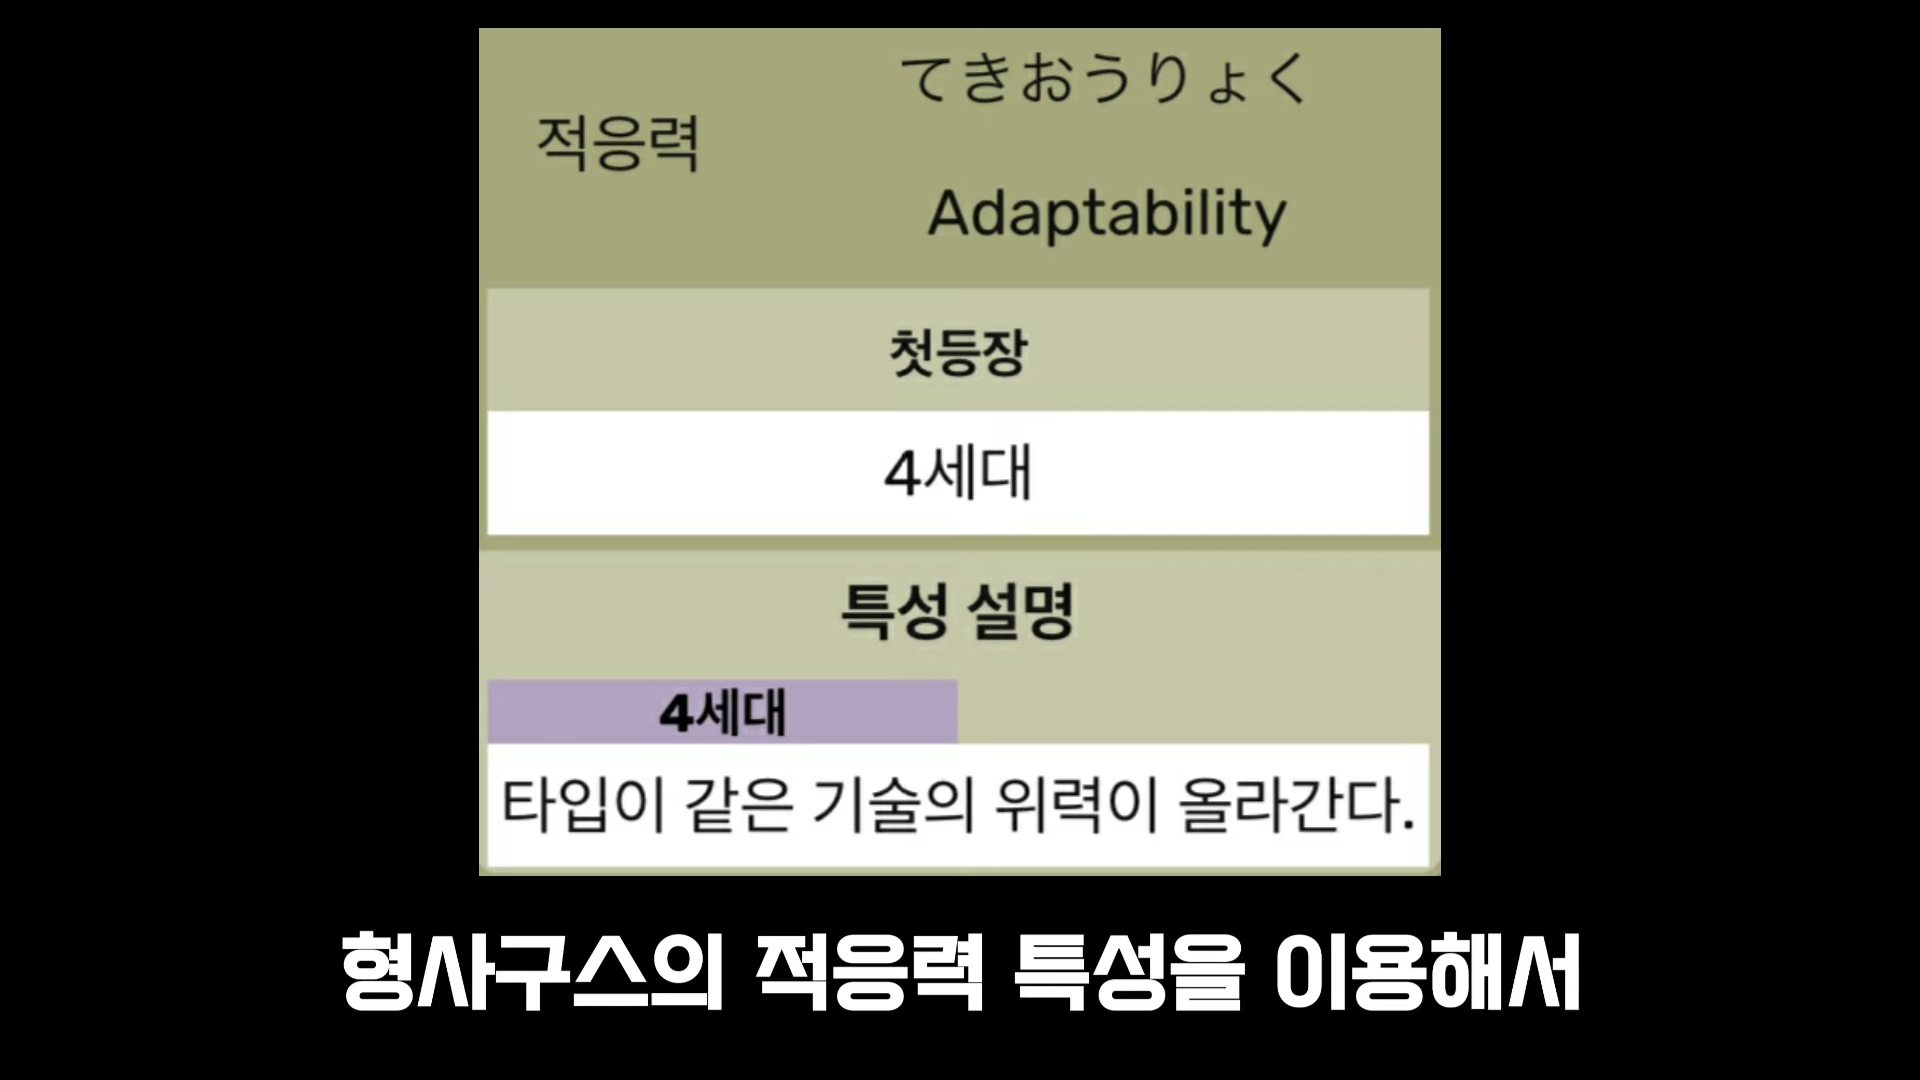 적응력
てきおうりょく
Adaptability
첫등장
4세대
특성 설명
4세대
타입이 같은 기술의 위력이 올라간다.
형사구스의 적응력 특성을 이용해서